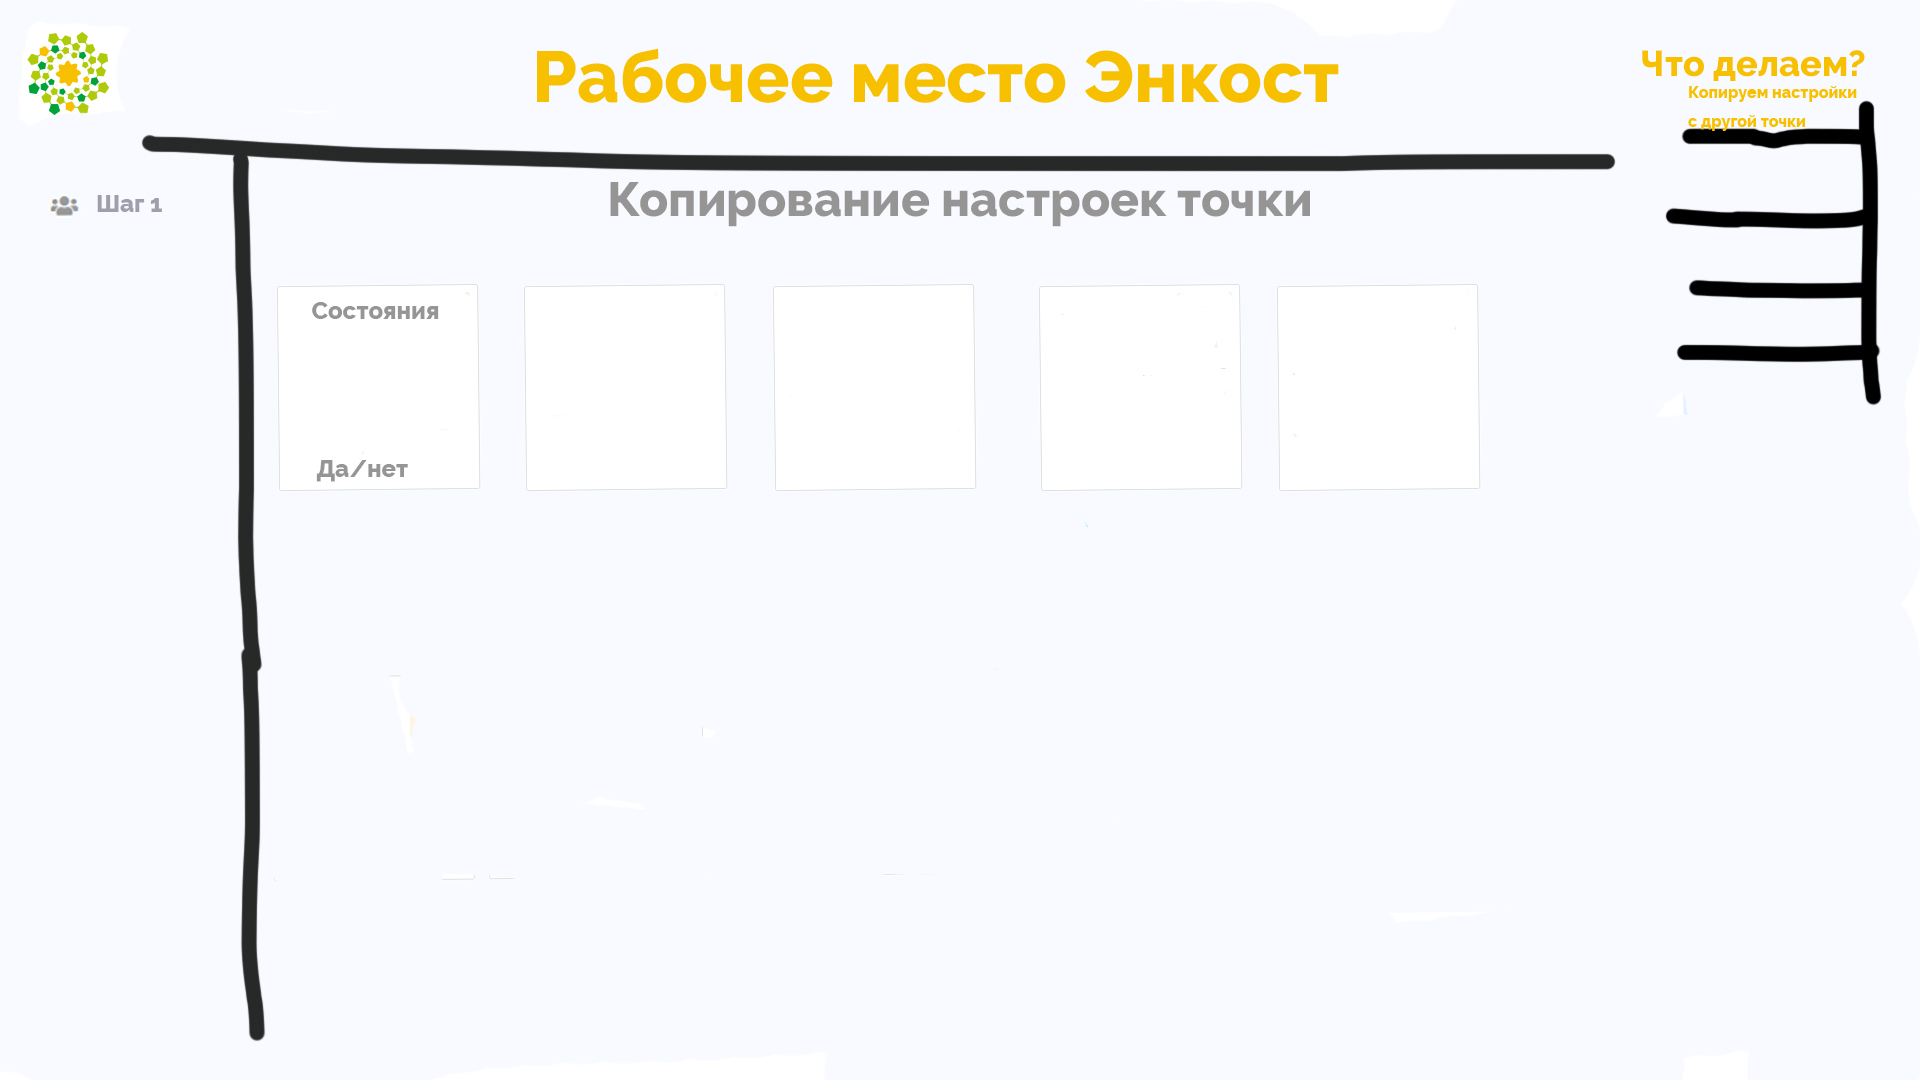 Рабочее место Энкост
Что делаем?
Копируем настройки
с другой точки
Шаг 1
Копирование настроек точки
Состояния
Да/нет